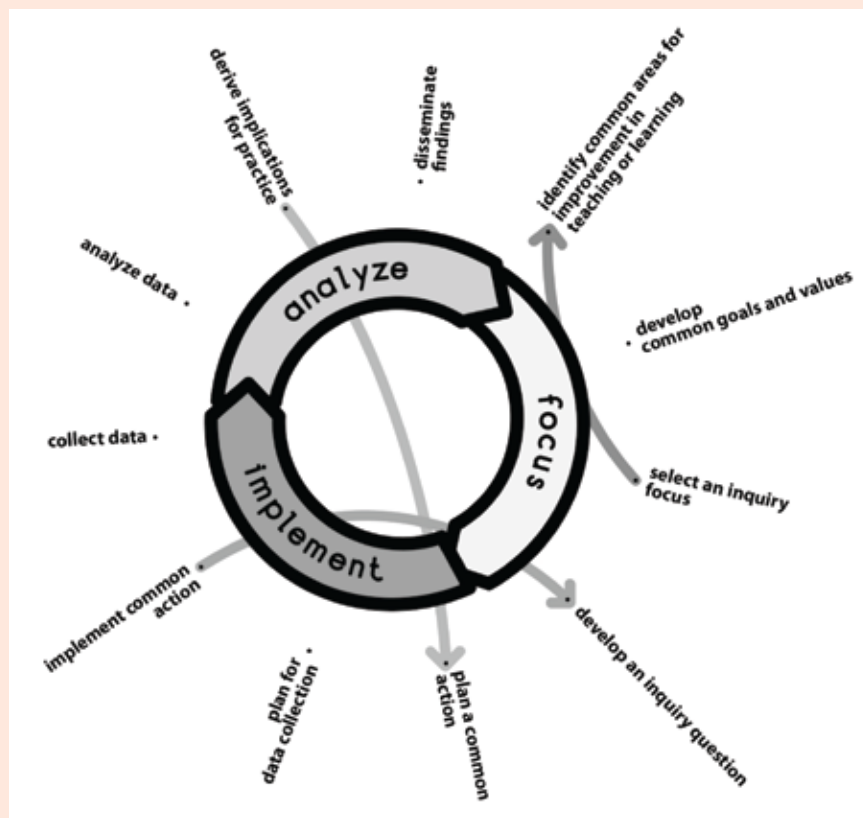 identify common areas for
improvement in
teaching or learning
develop
common goals and values
select an inquiry
focus
develop an inquiry question
plan a common
action
plan for
data collection
implement common
action
collect data
analyze data
derive implications
for practice
disseminate
findings
analyze
focus
implement